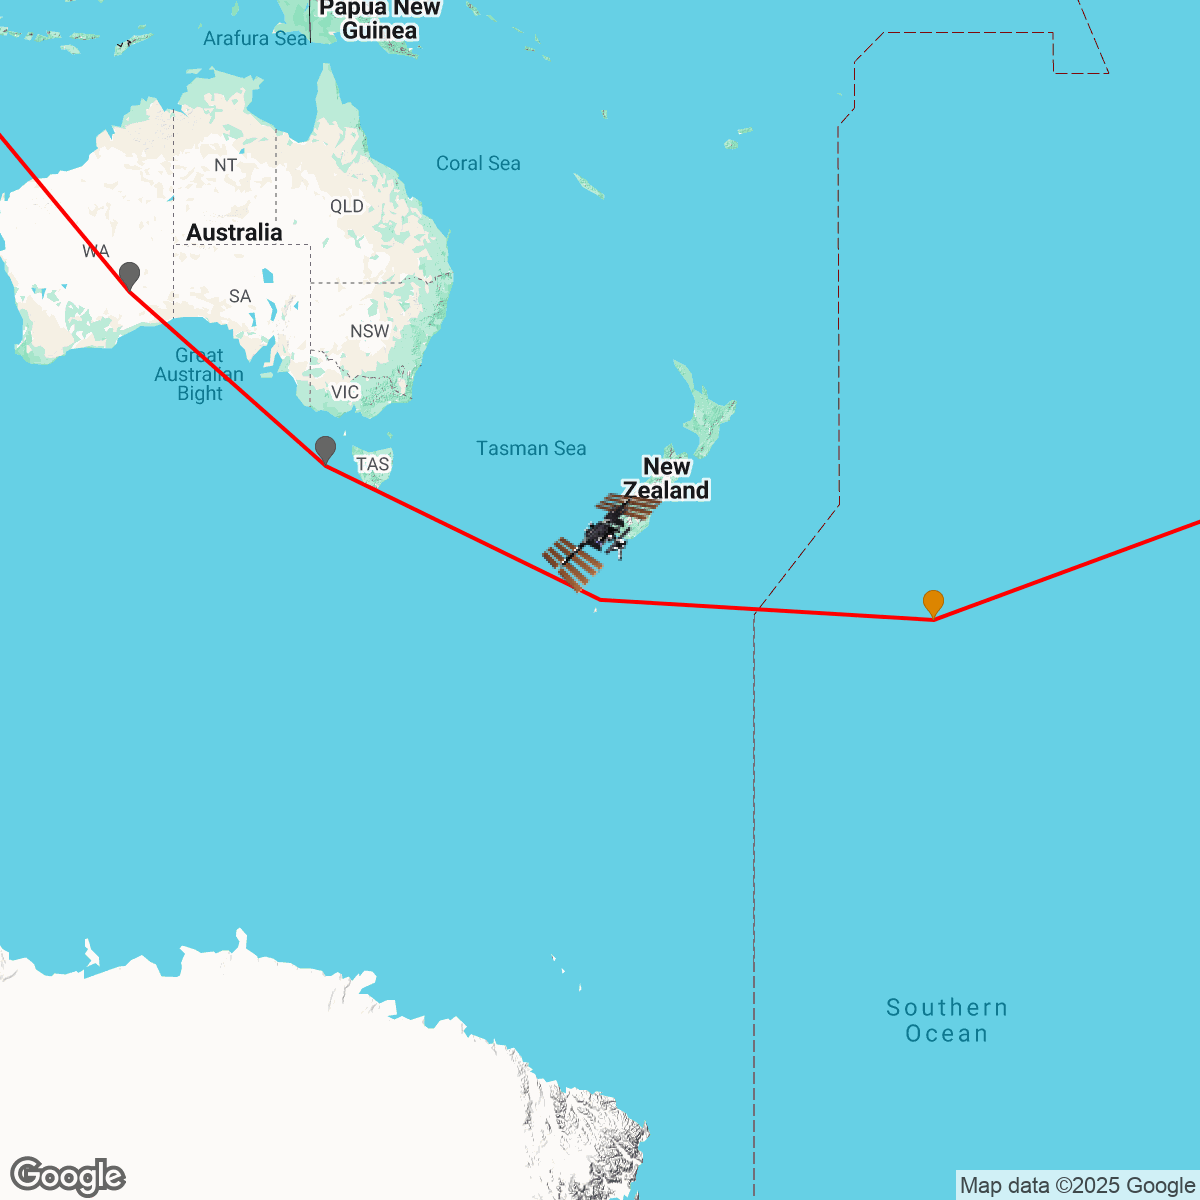 Papua New
Guinea
Arafura Sea
Coral Sea
NT
QLD
Australia
WA
SA
NSW
Great
Australian
Bight
VIC
Tasman Sea
TAS
New
Zealand
Southern
Ocean
Google
Map data ©2025 Google